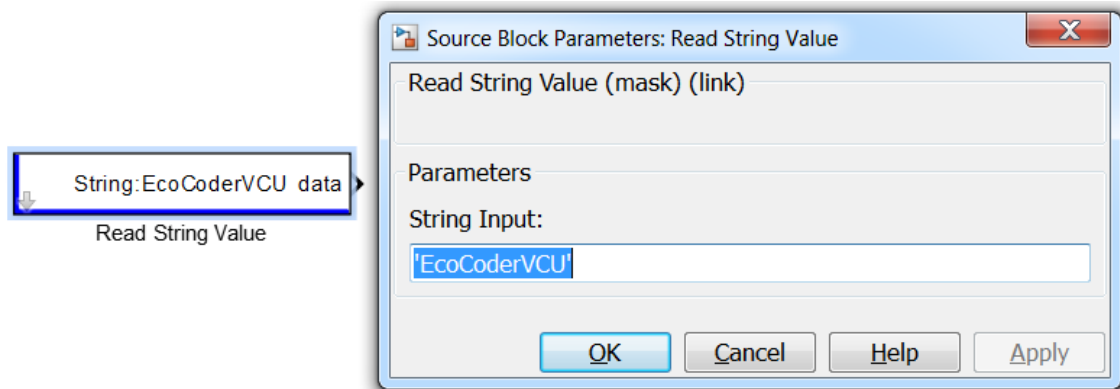 String:EcoCoderVCU data
Read String Value
Source Block Parameters: Read String Value
X
Read String Value (mask) (link)
Parameters
String Input:
'EcoCoderVCU'
OK Cancel Help Apply